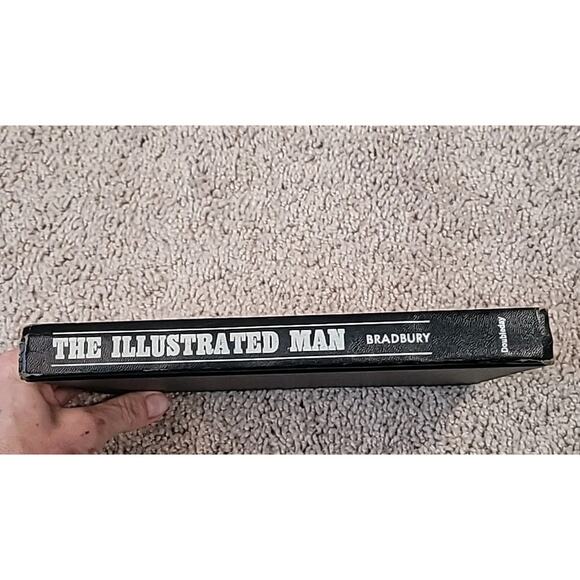 THE ILLUSTRATED MAN BRADBURY
Doubleday